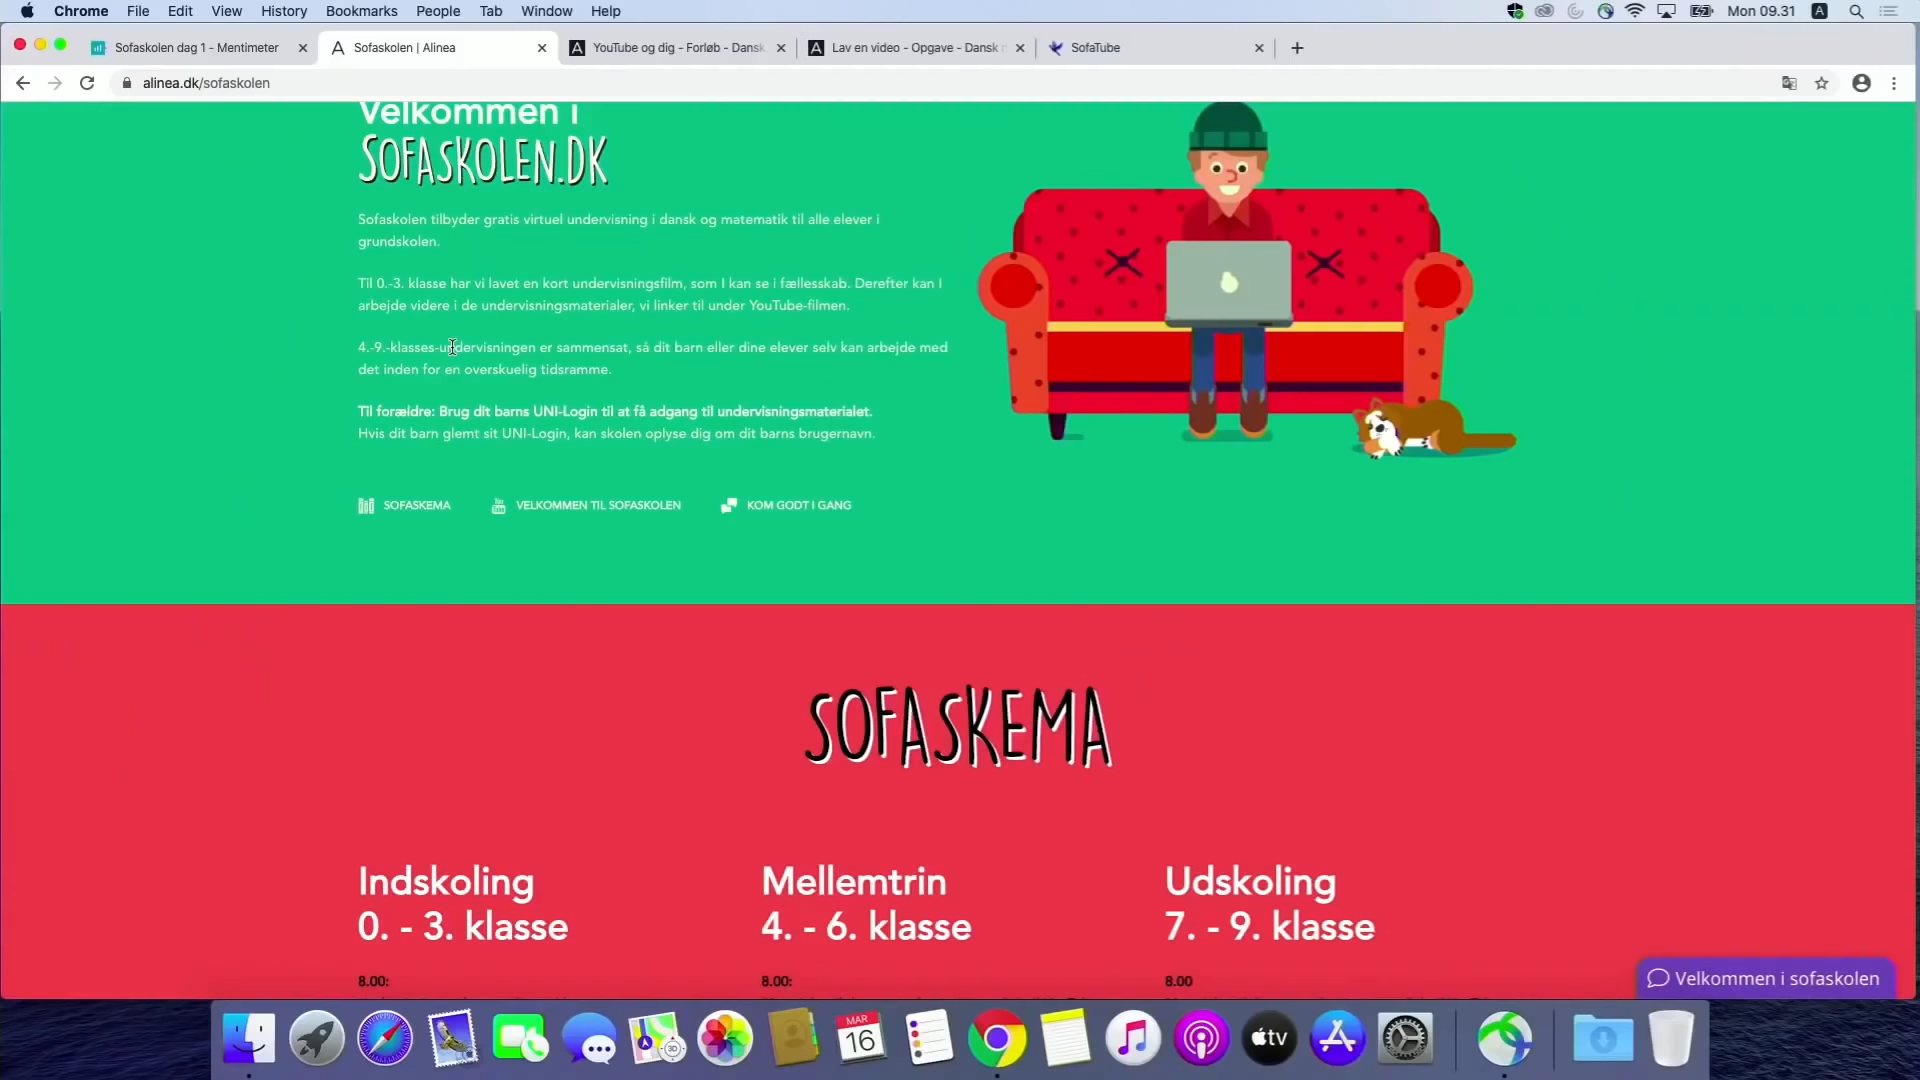 Chrome File Edit View History Bookmarks People Tab Window Help Mon 09.31 A
Sofaskolen dag 1 - Mentimeter
Sofaskolen | Alinea
YouTube og dig - Forløb - Dansk
Lav en video - Opgave - Dansk
SofaTube
alinea.dk/sofaskolen
Velkommen i
SOFASKOLEN.DK
Sofaskolen tilbyder gratis virtuel undervisning i dansk og matematik til alle elever i
grundskolen.
Til 0.-3. klasse har vi lavet en kort undervisningsfilm, som I kan se i fællesskab. Derefter kan I
arbejde videre i de undervisningsmaterialer, vi linker til under YouTube-filmen.
4.-9.-klasses-undervisningen er sammensat, så dit barn eller dine elever selv kan arbejde med
det inden for en overskuelig tidsramme.
Til forældre: Brug dit barns UNI-Login til at få adgang til undervisningsmaterialet.
Hvis dit barn glemt sit UNI-Login, kan skolen oplyse dig om dit barns brugernavn.
SOFASKEMA
VELKOMMEN TIL SOFASKOLEN
KOM GODT I GANG
SOFASKEMA
Indskoling
0. - 3. klasse
8.00:
Mellemtrin
4. - 6. klasse
8.00:
Udskoling
7. - 9. klasse
8.00
Velkommen i sofaskolen
MAR
16
3D
tv